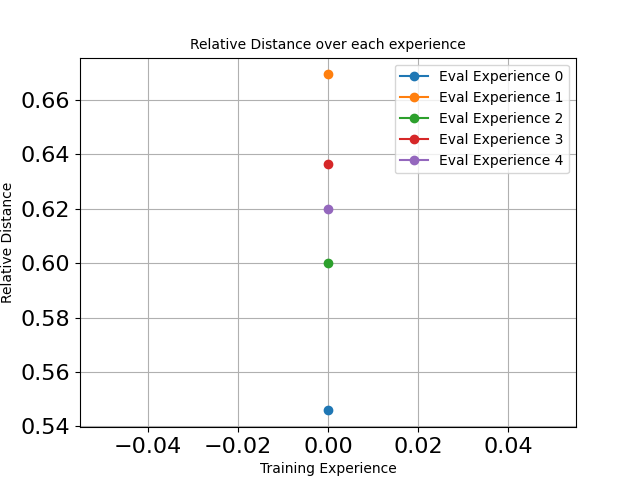 Relative Distance over each experience
Relative Distance
0.66
0.64
0.62
0.60
0.58
0.56
0.54
Eval Experience 0
Eval Experience 1
Eval Experience 2
Eval Experience 3
Eval Experience 4
−0.04 −0.02 0.00 0.02 0.04
Training Experience